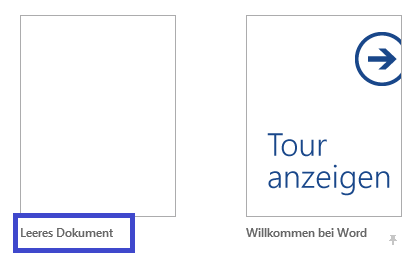 Tour
anzeigen
Leeres Dokument
Willkommen bei Word